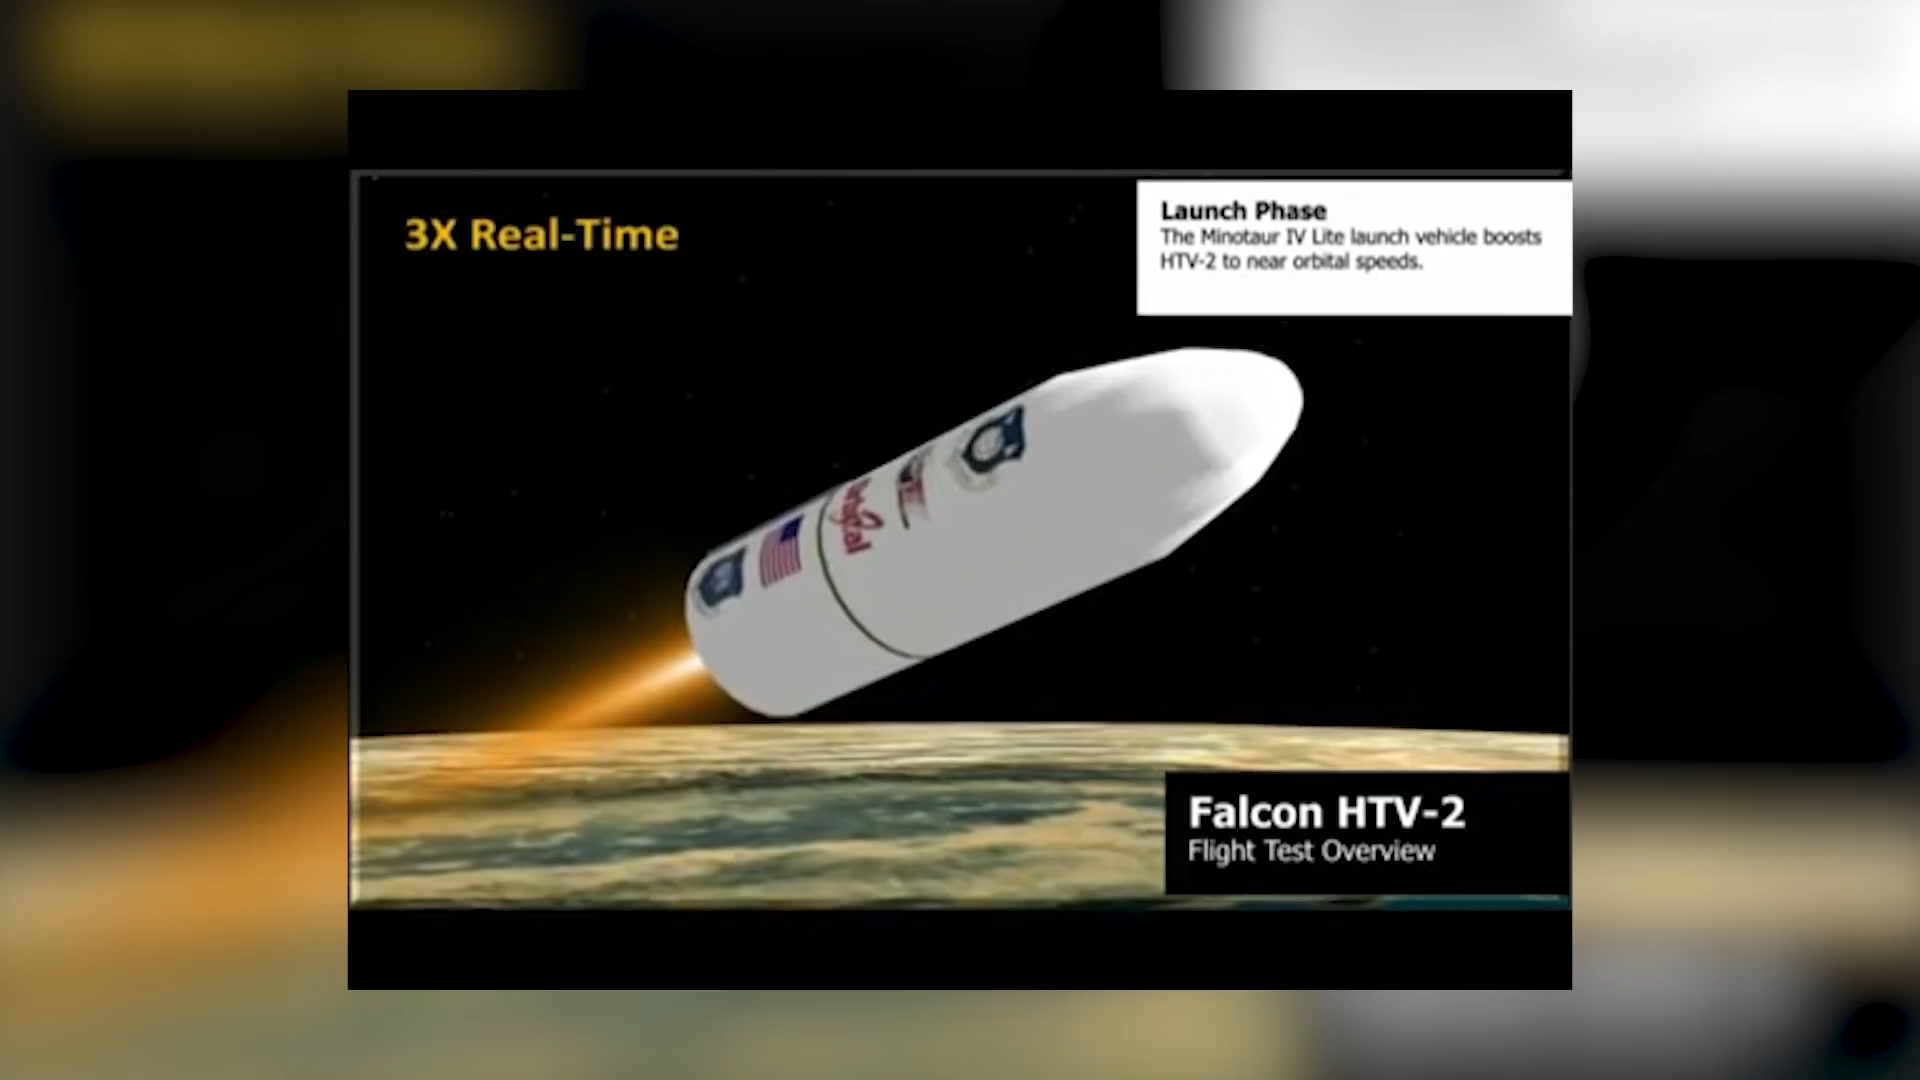 3X Real-Time
Launch Phase
The Minotaur IV Lite launch vehicle boosts
HTV-2 to near orbital speeds.
Orbital
Falcon HTV-2
Flight Test Overview